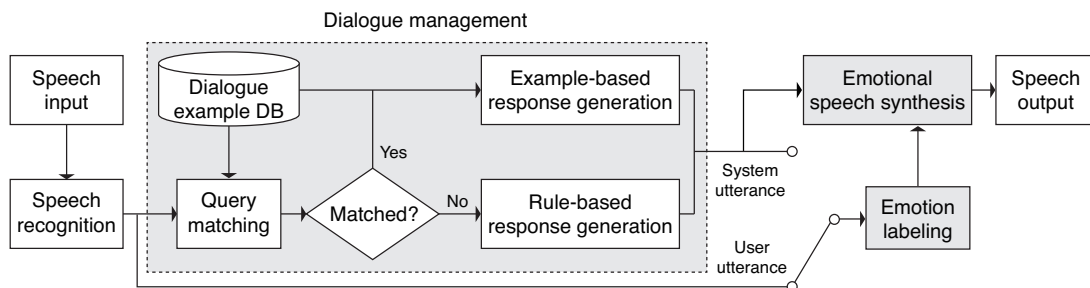 Dialogue management
Speech
input
Dialogue
example DB
Example-based
response generation
Emotional
speech synthesis
Speech
output
Yes
System
utterance
Speech
recognition
Query
matching
Matched?
No
Rule-based
response generation
Emotion
labeling
User
utterance